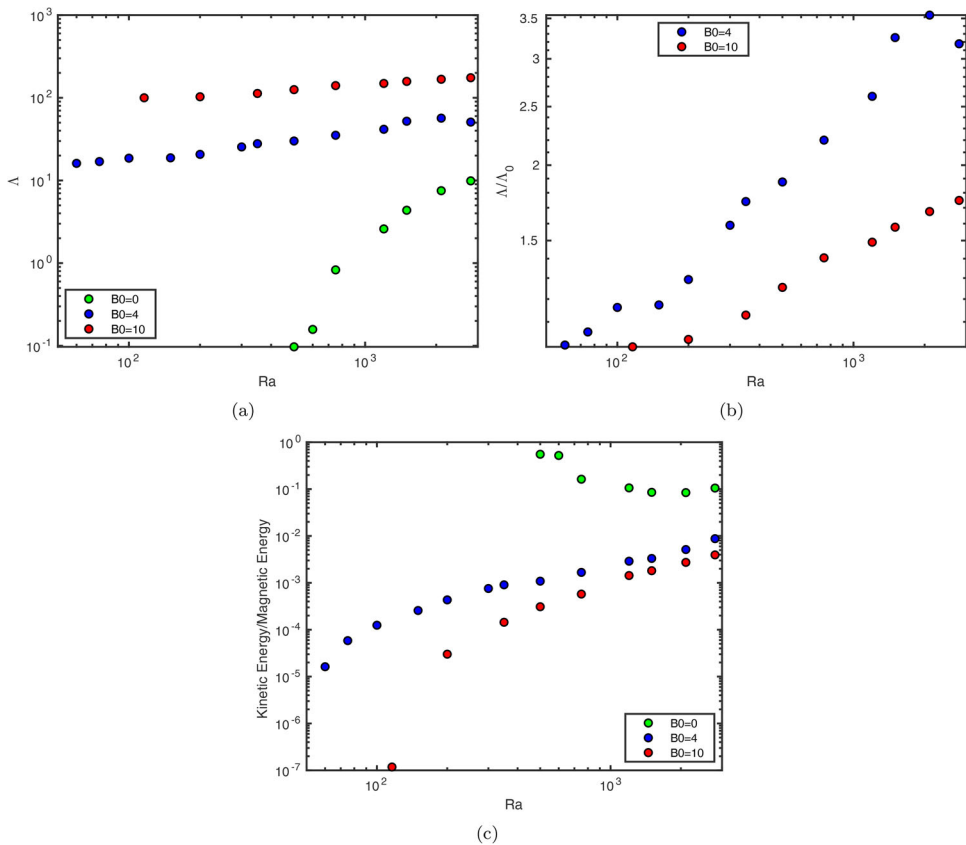 10^3
10^2
10^1
10^0
10^-1
Λ
B0=0
B0=4
B0=10
10^2
10^3
Ra
(a)
3.5
3
2.5
2
1.5
Λ/Λ_0
B0=4
B0=10
10^2
10^3
Ra
(b)
10^0
10^-1
10^-2
10^-3
10^-4
10^-5
10^-6
10^-7
Kinetic Energy/Magnetic Energy
B0=0
B0=4
B0=10
10^2
10^3
Ra
(c)